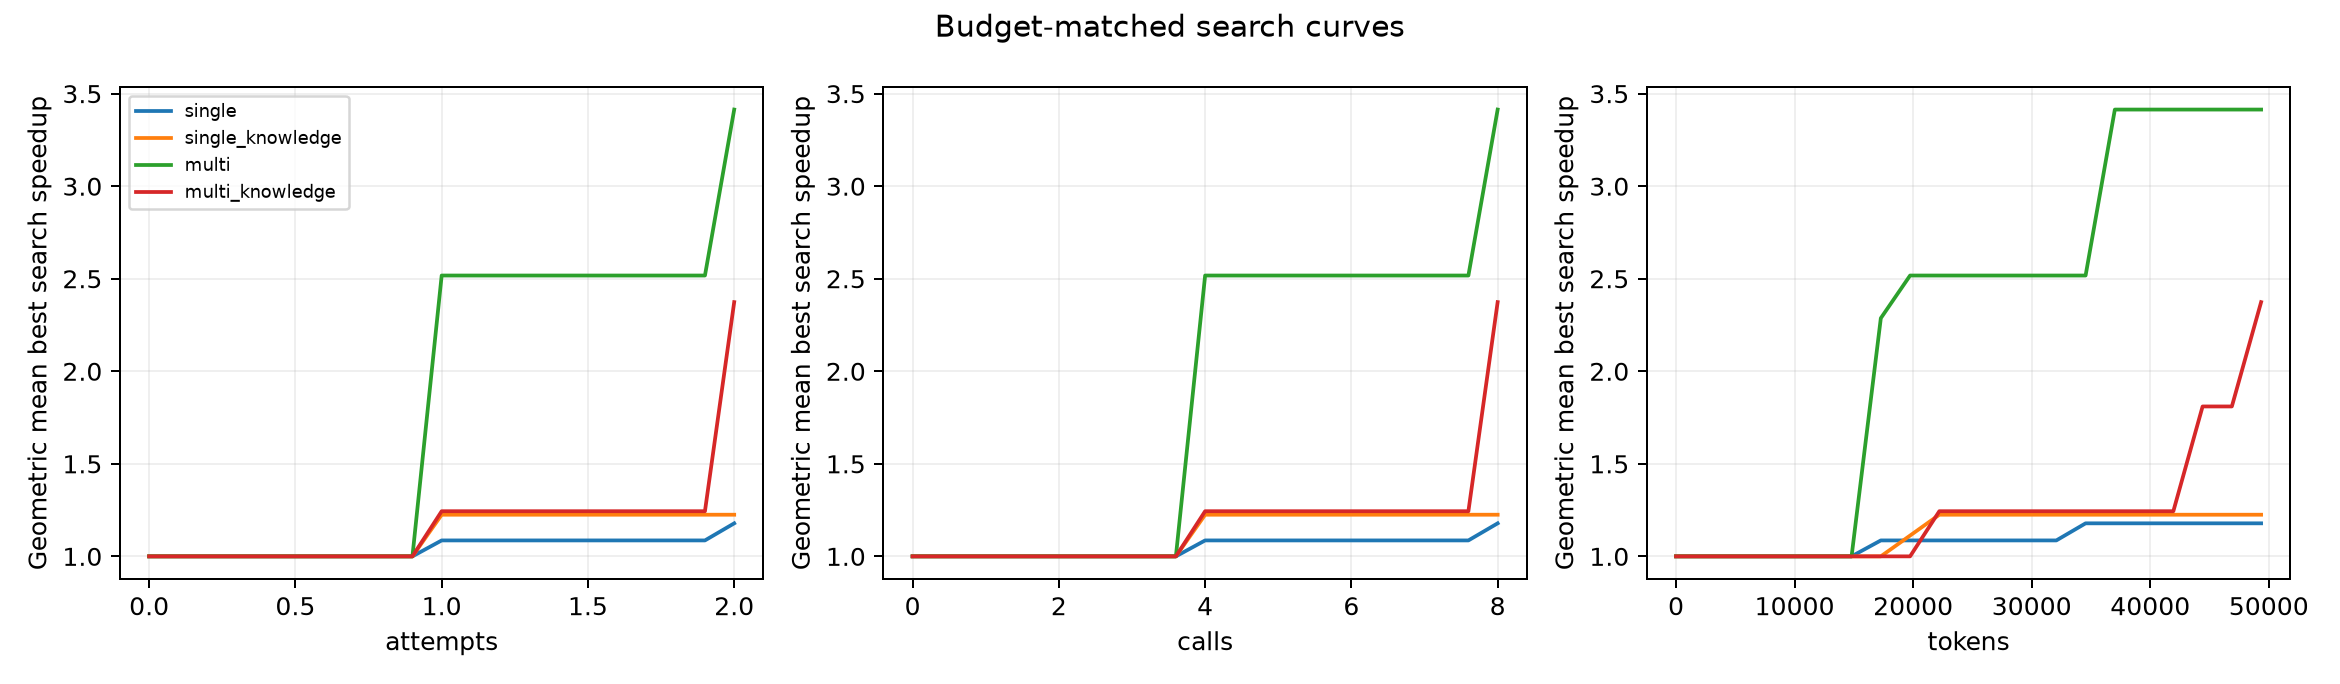 Budget-matched search curves
Geometric mean best search speedup
3.5
3.0
2.5
2.0
1.5
1.0
single
single_knowledge
multi
multi_knowledge
0.0 0.5 1.0 1.5 2.0
attempts
Geometric mean best search speedup
3.5
3.0
2.5
2.0
1.5
1.0
0 2 4 6 8
calls
Geometric mean best search speedup
3.5
3.0
2.5
2.0
1.5
1.0
0 10000 20000 30000 40000 50000
tokens